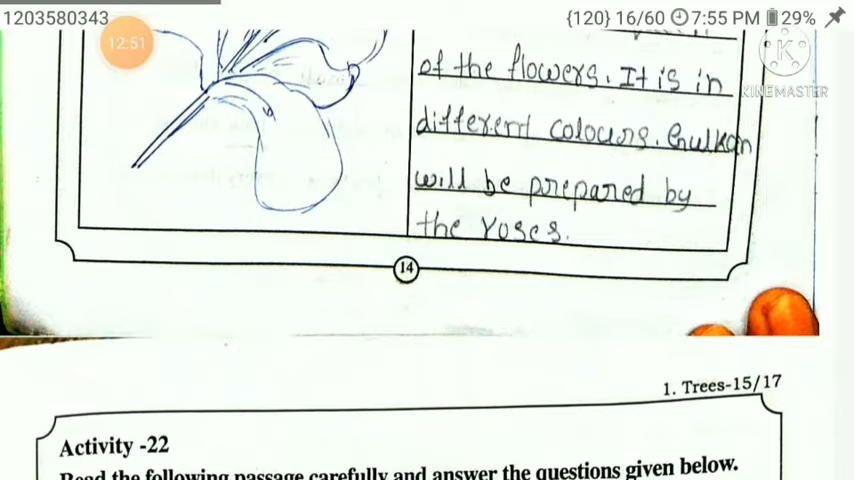 1203580343
{120} 16/60 7:55 PM 29%
12:51
K
KINEMASTER
of the flowers. It is in
different colours. Gulkan
will be prepared by
the roses.
14
1. Trees-15/17
Activity -22
Read the following passage carefully and answer the questions given below.